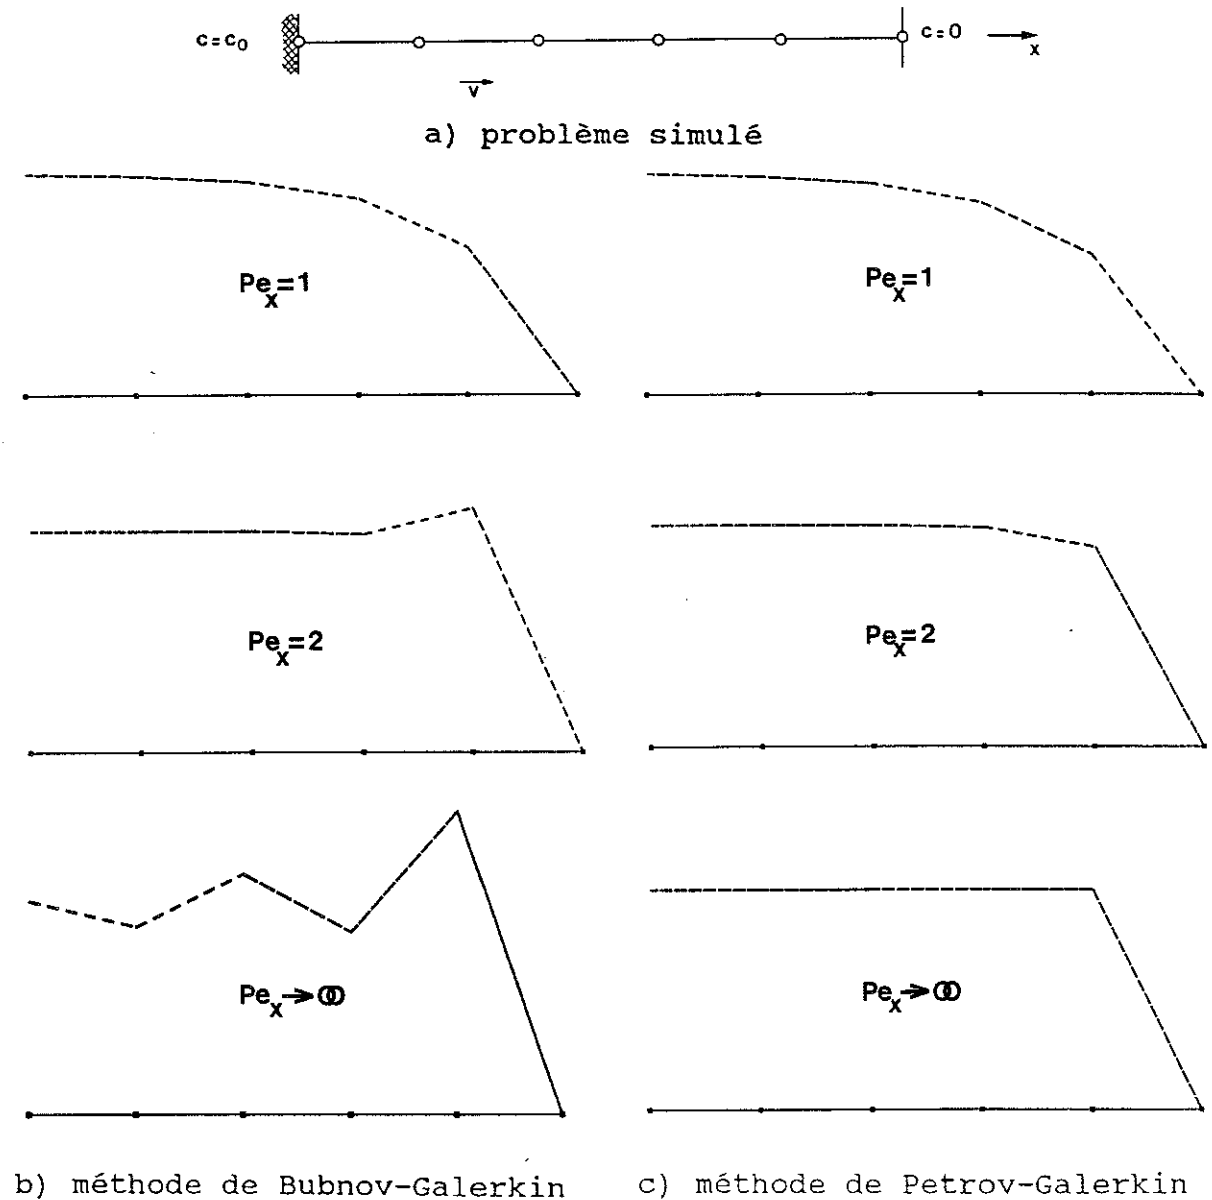 c=c₀
c=0
x
v
a) problème simulé
Peₓ=1
Peₓ=1
Peₓ=2
Peₓ=2
Peₓ→∞
Peₓ→∞
b) méthode de Bubnov-Galerkin
c) méthode de Petrov-Galerkin